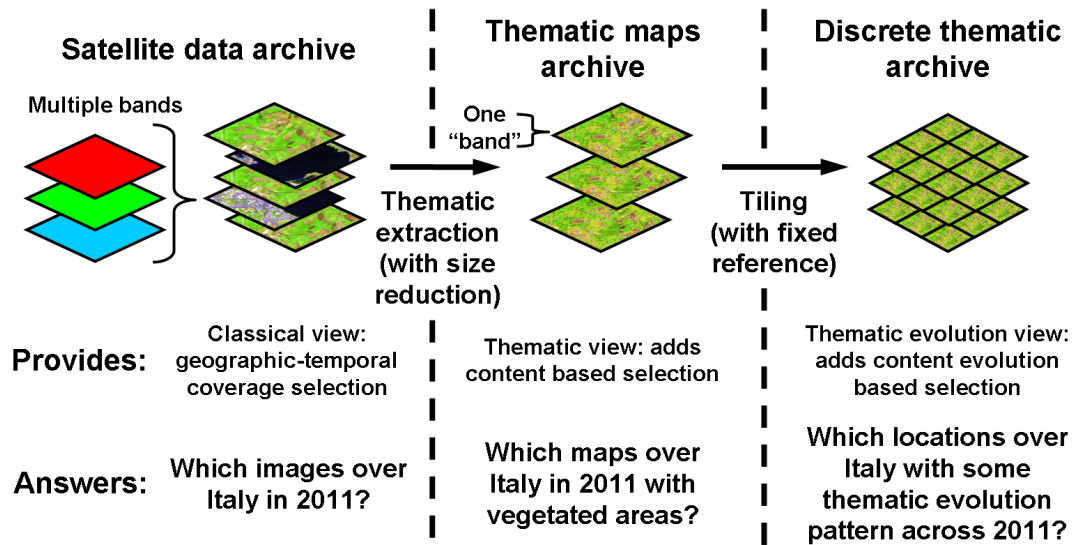 Satellite data archive
Thematic maps
archive
Discrete thematic
archive
Multiple bands
One
“band”
Thematic
extraction
(with size
reduction)
Tiling
(with fixed
reference)
Provides:
Classical view:
geographic-temporal
coverage selection
Thematic view: adds
content based selection
Thematic evolution view:
adds content evolution
based selection
Answers:
Which images over
Italy in 2011?
Which maps over
Italy in 2011 with
vegetated areas?
Which locations over
Italy with some
thematic evolution
pattern across 2011?